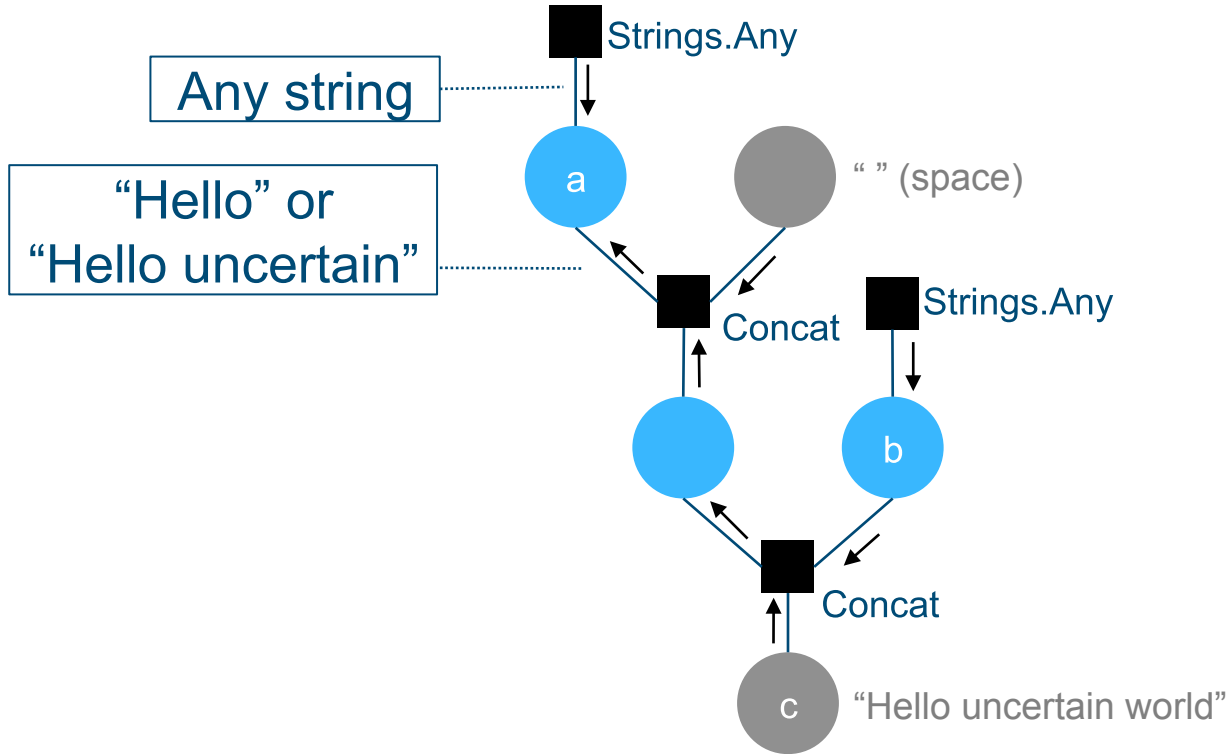 Strings.Any
Any string
a
“ ” (space)
“Hello” or
“Hello uncertain”
Strings.Any
Concat
b
Concat
c
“Hello uncertain world”